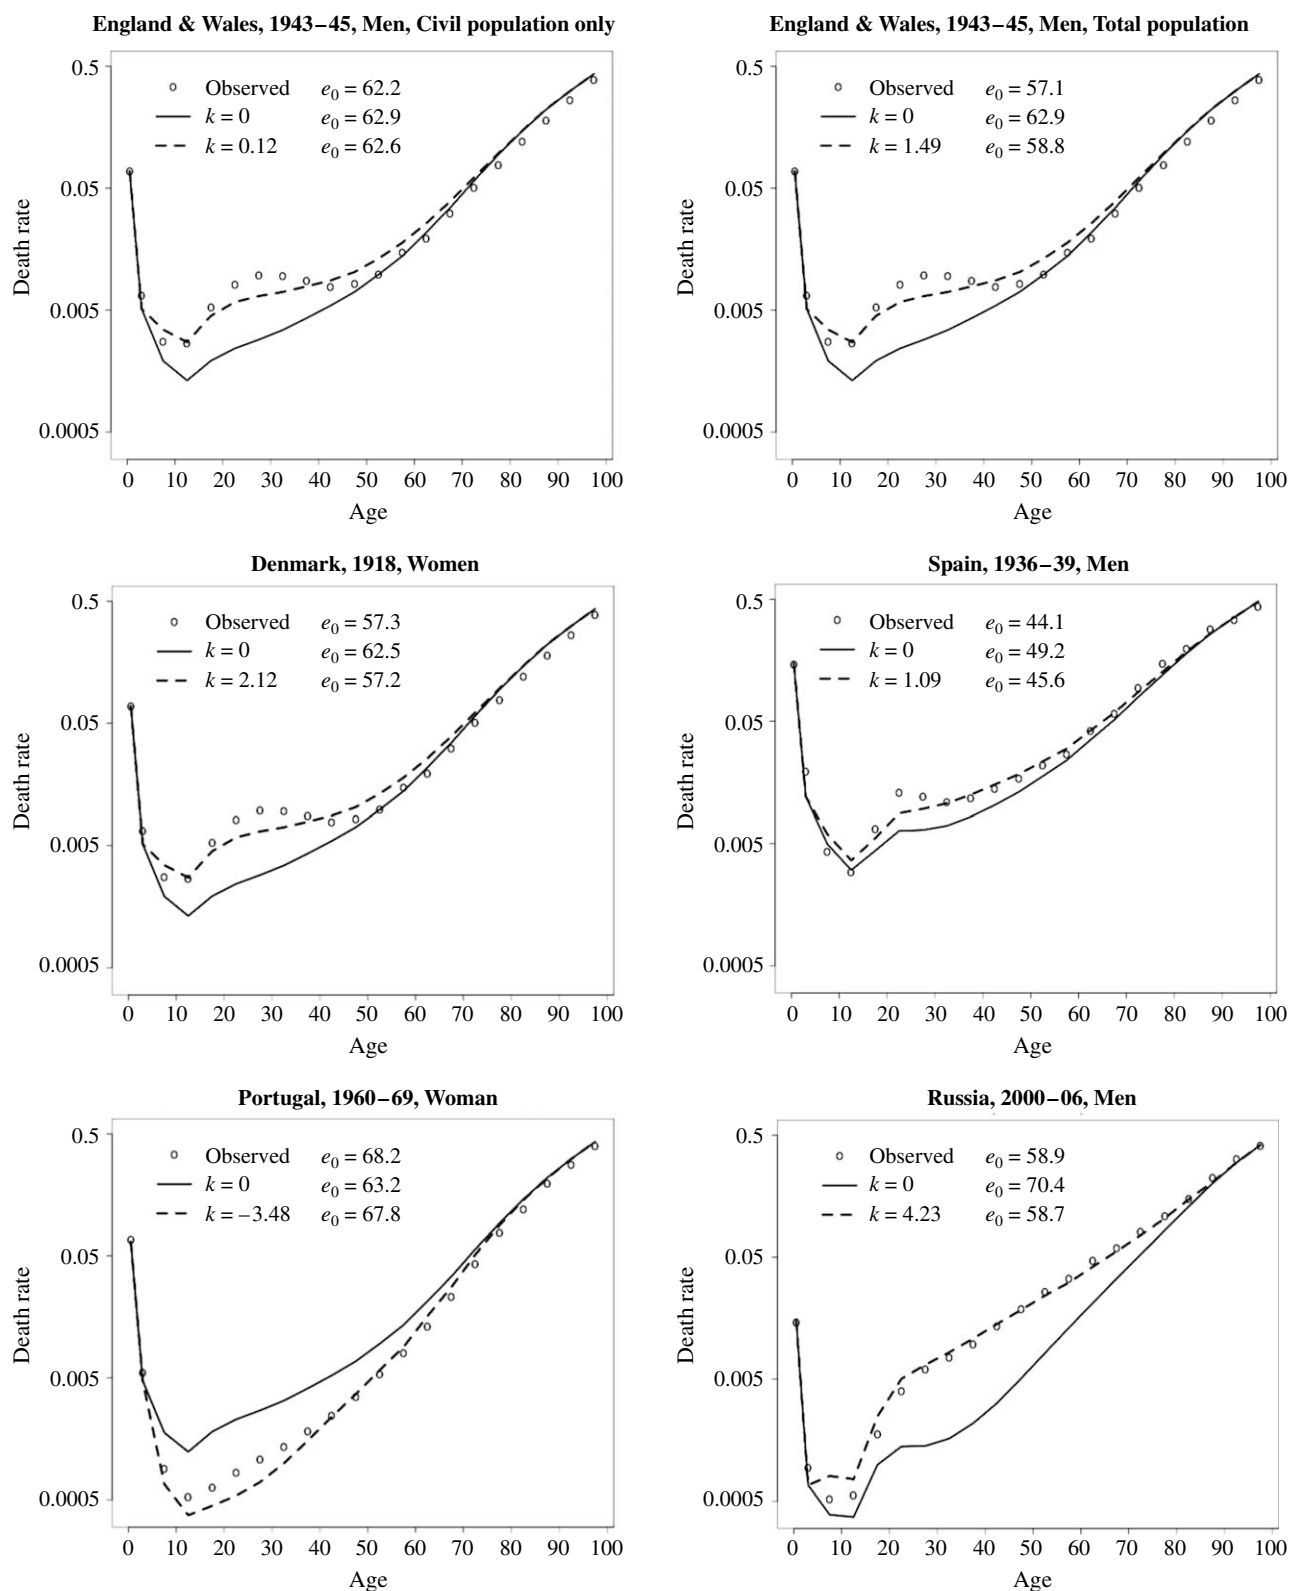 England & Wales, 1943–45, Men, Civil population only
0.5
0.05
0.005
0.0005
Death rate
Observed e0 = 62.2
k = 0 e0 = 62.9
k = 0.12 e0 = 62.6
0 10 20 30 40 50 60 70 80 90 100
Age
England & Wales, 1943–45, Men, Total population
0.5
0.05
0.005
0.0005
Death rate
Observed e0 = 57.1
k = 0 e0 = 62.9
k = 1.49 e0 = 58.8
0 10 20 30 40 50 60 70 80 90 100
Age
Denmark, 1918, Women
0.5
0.05
0.005
0.0005
Death rate
Observed e0 = 57.3
k = 0 e0 = 62.5
k = 2.12 e0 = 57.2
0 10 20 30 40 50 60 70 80 90 100
Age
Spain, 1936–39, Men
0.5
0.05
0.005
0.0005
Death rate
Observed e0 = 44.1
k = 0 e0 = 49.2
k = 1.09 e0 = 45.6
0 10 20 30 40 50 60 70 80 90 100
Age
Portugal, 1960–69, Woman
0.5
0.05
0.005
0.0005
Death rate
Observed e0 = 68.2
k = 0 e0 = 63.2
k = –3.48 e0 = 67.8
0 10 20 30 40 50 60 70 80 90 100
Age
Russia, 2000–06, Men
0.5
0.05
0.005
0.0005
Death rate
Observed e0 = 58.9
k = 0 e0 = 70.4
k = 4.23 e0 = 58.7
0 10 20 30 40 50 60 70 80 90 100
Age